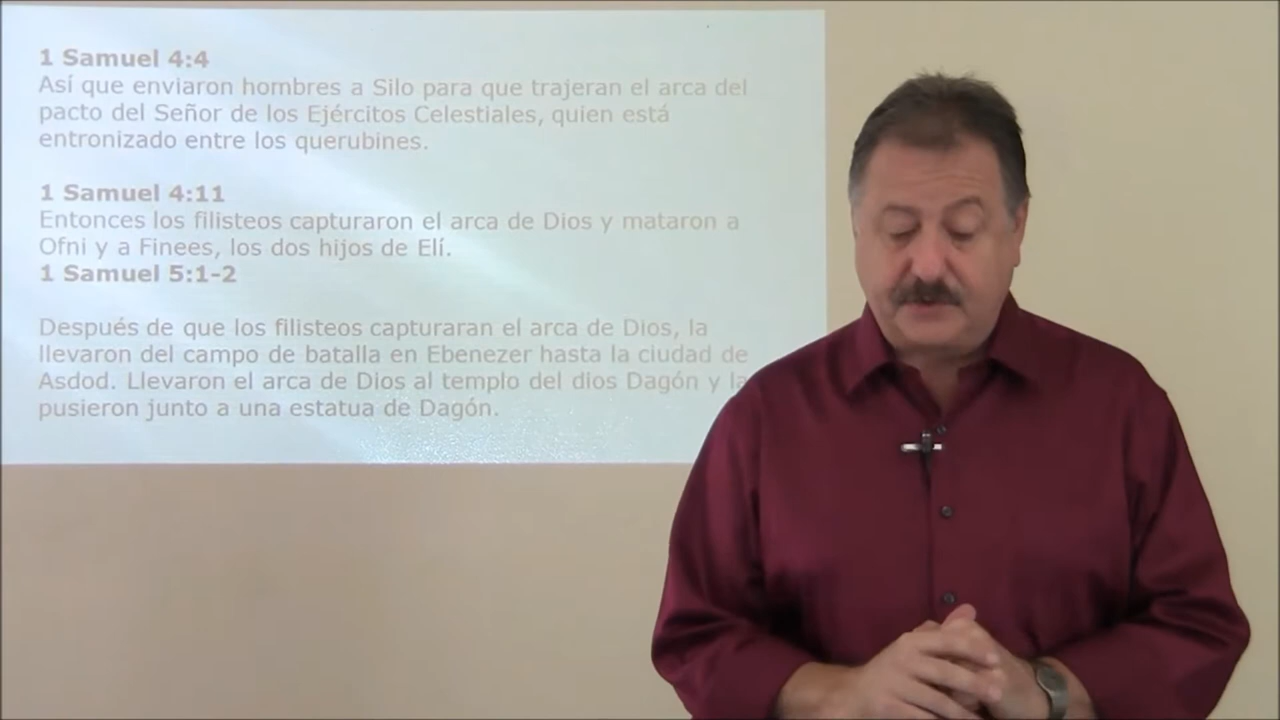 1 Samuel 4:4
Así que enviaron hombres a Silo para que trajeran el arca del
pacto del Señor de los Ejércitos Celestiales, quien está
entronizado entre los querubines.
1 Samuel 4:11
Entonces los filisteos capturaron el arca de Dios y mataron a
Ofni y a Finees, los dos hijos de Elí.
1 Samuel 5:1-2
Después de que los filisteos capturaran el arca de Dios, la
llevaron del campo de batalla en Ebenezer hasta la ciudad de
Asdod. Llevaron el arca de Dios al templo del dios Dagón y la
pusieron junto a una estatua de Dagón.